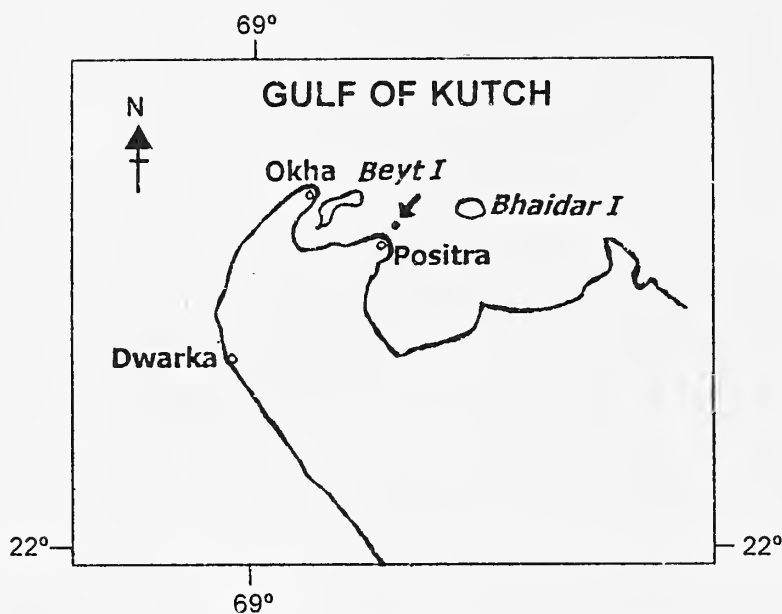 69°
GULF OF KUTCH
N
Okha Beyt I
Bhaidar I
Positra
Dwarka
22° 22°
69°